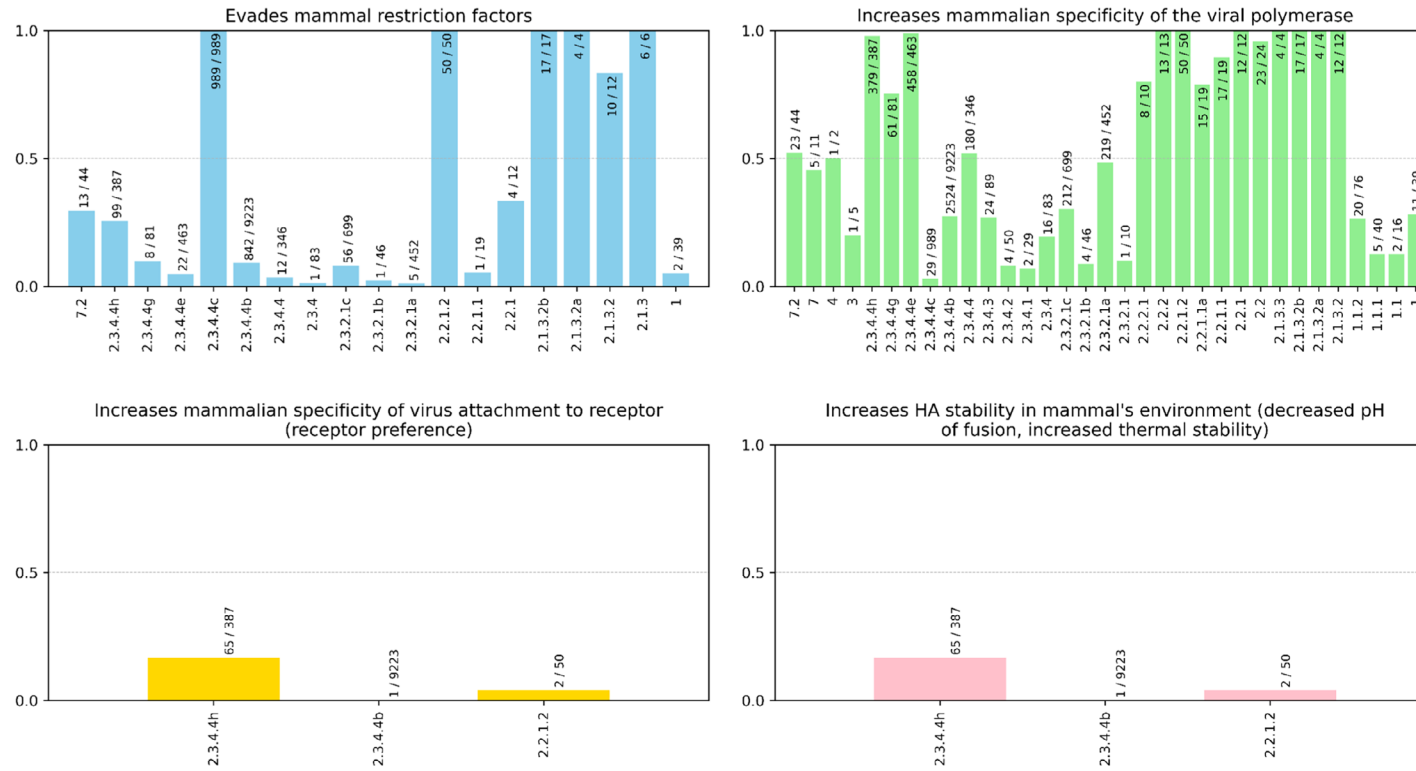 Evades mammal restriction factors
1.0
0.5
0.0
13 / 44
99 / 387
8 / 81
22 / 463
989 / 989
842 / 9223
12 / 346
1 / 83
56 / 699
1 / 46
5 / 452
50 / 50
1 / 19
4 / 12
17 / 17
4 / 4
10 / 12
6 / 6
2 / 39
7.2
2.3.4.4h
2.3.4.4g
2.3.4.4e
2.3.4.4c
2.3.4.4b
2.3.4.4
2.3.4
2.3.2.1c
2.3.2.1b
2.3.2.1a
2.2.1.2
2.2.1.1
2.2.1
2.1.3.2b
2.1.3.2a
2.1.3.2
2.1.3
1
Increases mammalian specificity of the viral polymerase
1.0
0.5
0.0
23 / 44
5 / 11
1 / 2
1 / 5
379 / 387
61 / 81
458 / 463
29 / 989
2524 / 9223
180 / 346
24 / 89
4 / 50
2 / 29
16 / 83
212 / 699
4 / 46
219 / 452
1 / 10
8 / 10
13 / 13
50 / 50
15 / 19
17 / 19
12 / 12
23 / 24
4 / 4
17 / 17
4 / 4
12 / 12
20 / 76
5 / 40
2 / 16
7.2
7
4
3
2.3.4.4h
2.3.4.4g
2.3.4.4e
2.3.4.4c
2.3.4.4b
2.3.4.4
2.3.4.3
2.3.4.2
2.3.4.1
2.3.4
2.3.2.1c
2.3.2.1b
2.3.2.1a
2.3.2.1
2.2.2.1
2.2.2
2.2.1.2
2.2.1.1a
2.2.1.1
2.2.1
2.2
2.1.3.3
2.1.3.2b
2.1.3.2a
2.1.3.2
1.1.2
1.1.1
1.1
1
Increases mammalian specificity of virus attachment to receptor
(receptor preference)
1.0
0.5
0.0
65 / 387
1 / 9223
2 / 50
2.3.4.4h
2.3.4.4b
2.2.1.2
Increases HA stability in mammal's environment (decreased pH
of fusion, increased thermal stability)
1.0
0.5
0.0
65 / 387
1 / 9223
2 / 50
2.3.4.4h
2.3.4.4b
2.2.1.2